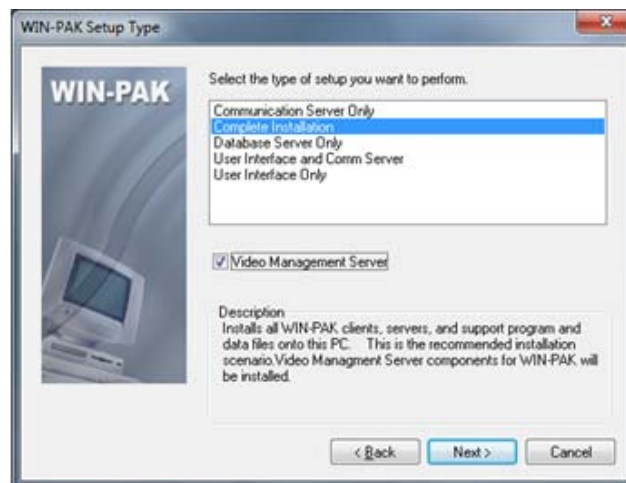 WIN-PAK Setup Type
WIN-PAK
Select the type of setup you want to perform.
Communication Server Only
Complete Installation
Database Server Only
User Interface and Comm Server
User Interface Only
Video Management Server
Description
Installs all WIN-PAK clients, servers, and support program and
data files onto this PC. This is the recommended installation
scenario.Video Managment Server components for WIN-PAK will
be installed.
< Back
Next >
Cancel